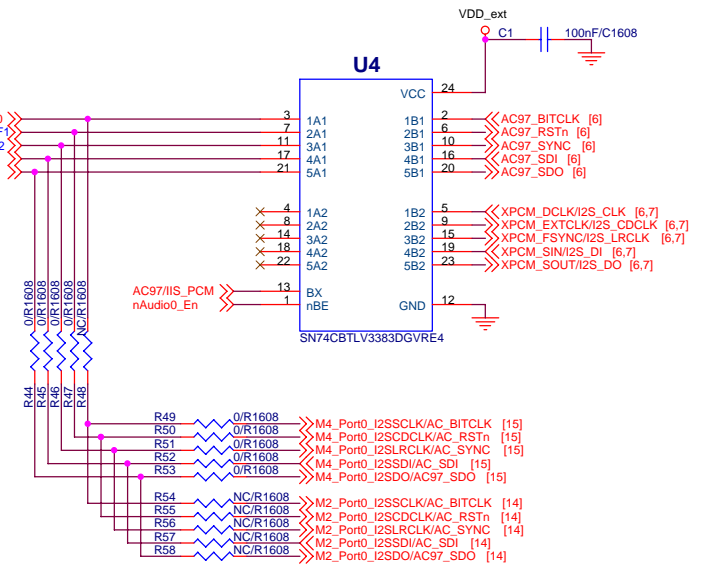 VDD_ext
C1 100nF/C1608
U4
VCC 24
3 1A1 1B1 2 AC97_BITCLK [6]
7 2A1 2B1 6 AC97_RSTn [6]
11 3A1 3B1 10 AC97_SYNC [6]
17 4A1 4B1 16 AC97_SDI [6]
21 5A1 5B1 20 AC97_SDO [6]
4 1A2 1B2 5 XPCM_DCLK/I2S_CLK [6,7]
8 2A2 2B2 9 XPCM_EXTCLK/I2S_CDCLK [6,7]
14 3A2 3B2 15 XPCM_FSYNC/I2S_LRCLK [6,7]
18 4A2 4B2 19 XPCM_SIN/I2S_DI [6,7]
22 5A2 5B2 23 XPCM_SOUT/I2S_DO [6,7]
AC97/IIS_PCM 13 BX
nAudio0_En 1 nBE GND 12
SN74CBTLV3383DGVRE4
0/R1608 0/R1608 0/R1608 0/R1608 NC/R1608
R44 R45 R46 R47 R48
R49 0/R1608 M4_Port0_I2SSCLK/AC_BITCLK [15]
R50 0/R1608 M4_Port0_I2SCDCLK/AC_RSTn [15]
R51 0/R1608 M4_Port0_I2SLRCLK/AC_SYNC [15]
R52 0/R1608 M4_Port0_I2SSDI/AC_SDI [15]
R53 0/R1608 M4_Port0_I2SDO/AC97_SDO [15]
R54 NC/R1608 M2_Port0_I2SSCLK/AC_BITCLK [14]
R55 NC/R1608 M2_Port0_I2SCDCLK/AC_RSTn [14]
R56 NC/R1608 M2_Port0_I2SLRCLK/AC_SYNC [14]
R57 NC/R1608 M2_Port0_I2SSDI/AC_SDI [14]
R58 NC/R1608 M2_Port0_I2SDO/AC97_SDO [14]